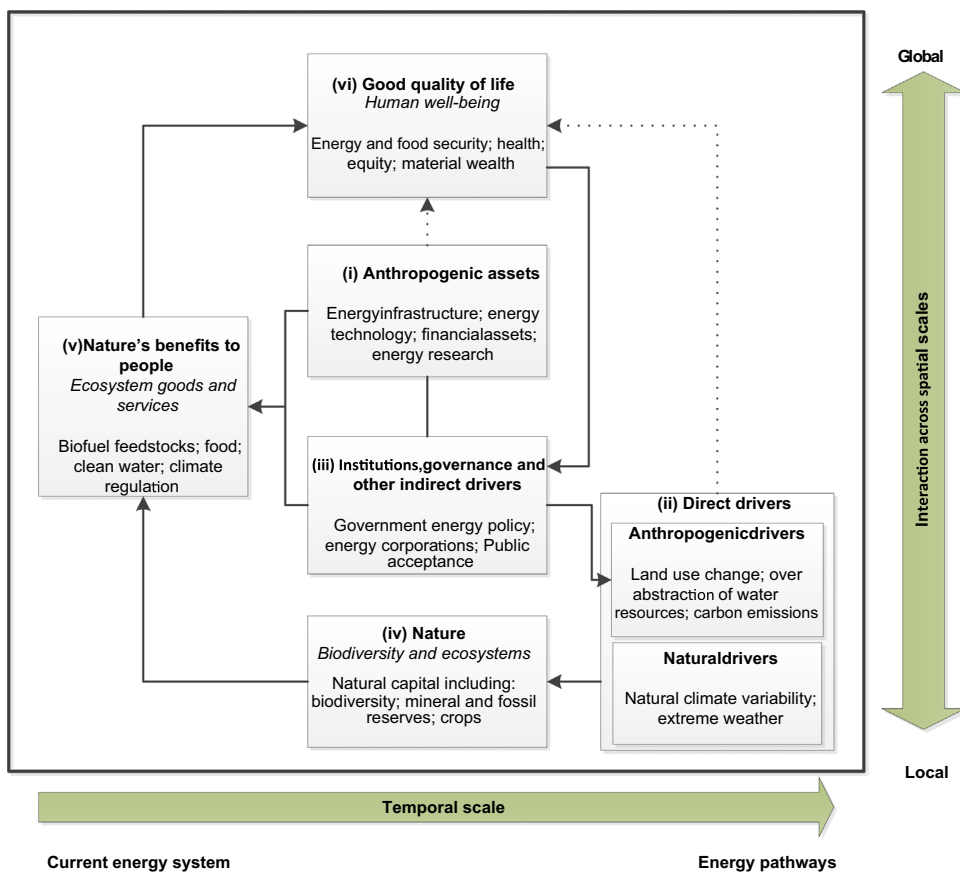 Global
(vi) Good quality of life
Human well-being
Energy and food security; health;
equity; material wealth
(i) Anthropogenic assets
Energyinfrastructure; energy
technology; financialassets;
energy research
(v)Nature's benefits to
people
Ecosystem goods and
services
Biofuel feedstocks; food;
clean water; climate
regulation
(iii) Institutions,governance and
other indirect drivers
Government energy policy;
energy corporations; Public
acceptance
(ii) Direct drivers
Anthropogenicdrivers
Land use change; over
abstraction of water
resources; carbon emissions
Naturaldrivers
Natural climate variability;
extreme weather
(iv) Nature
Biodiversity and ecosystems
Natural capital including:
biodiversity; mineral and fossil
reserves; crops
Interaction across spatial scales
Local
Temporal scale
Current energy system
Energy pathways